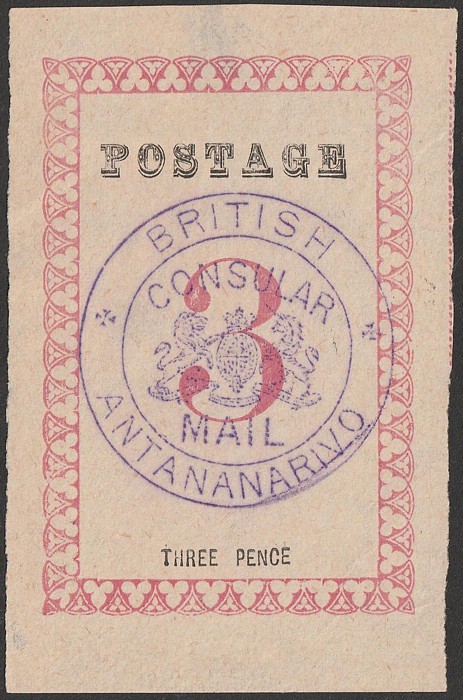 POSTAGE
BRITISH
CONSULAR
3
MAIL
ANTANANARIVO
THREE PENCE